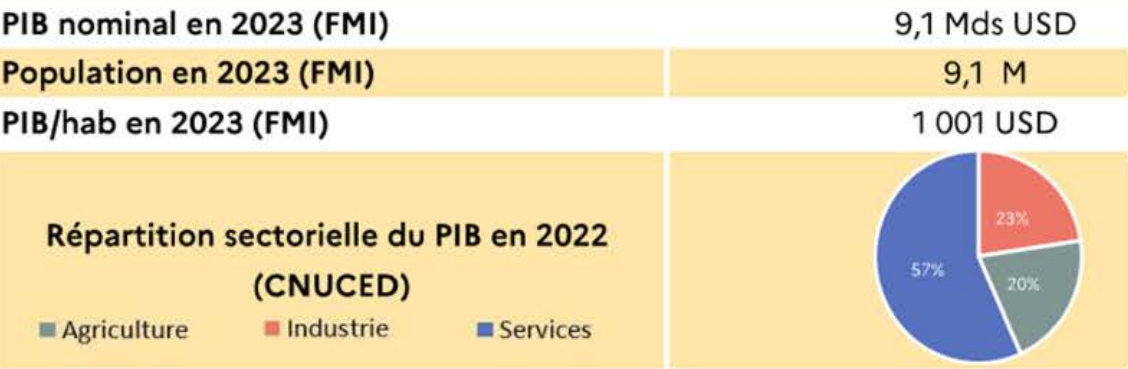 PIB nominal en 2023 (FMI) 9,1 Mds USD
Population en 2023 (FMI) 9,1 M
PIB/hab en 2023 (FMI) 1 001 USD
Répartition sectorielle du PIB en 2022
(CNUCED)
Agriculture Industrie Services
23%
57%
20%